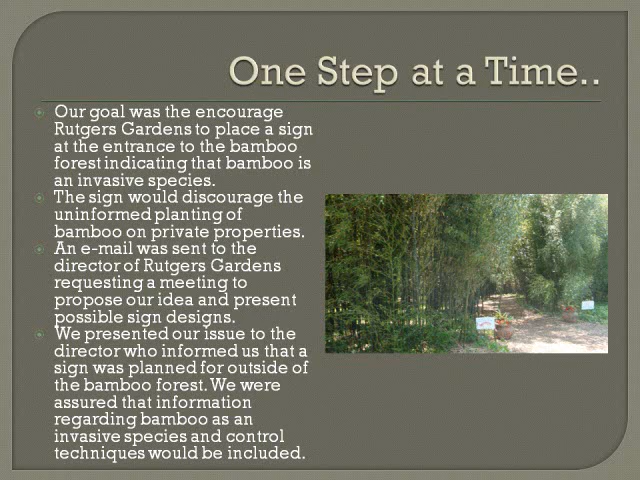 One Step at a Time..
Our goal was the encourage
Rutgers Gardens to place a sign
at the entrance to the bamboo
forest indicating that bamboo is
an invasive species.
The sign would discourage the
uninformed planting of
bamboo on private properties.
An e-mail was sent to the
director of Rutgers Gardens
requesting a meeting to
propose our idea and present
possible sign designs.
We presented our issue to the
director who informed us that a
sign was planned for outside of
the bamboo forest. We were
assured that information
regarding bamboo as an
invasive species and control
techniques would be included.